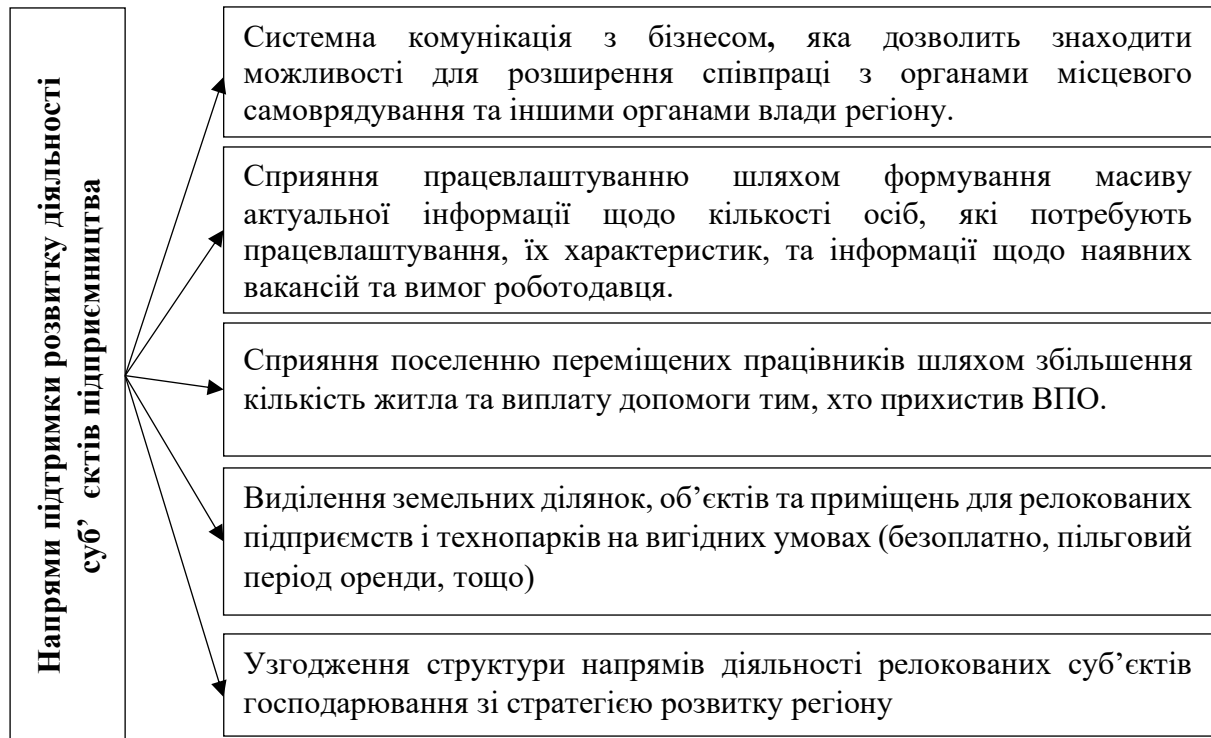 Напрями підтримки розвитку діяльності
суб’ єктів підприємництва
Системна комунікація з бізнесом, яка дозволить знаходити
можливості для розширення співпраці з органами місцевого
самоврядування та іншими органами влади регіону.
Сприяння працевлаштуванню шляхом формування масиву
актуальної інформації щодо кількості осіб, які потребують
працевлаштування, їх характеристик, та інформації щодо наявних
вакансій та вимог роботодавця.
Сприяння поселенню переміщених працівників шляхом збільшення
кількість житла та виплату допомоги тим, хто прихистив ВПО.
Виділення земельних ділянок, об’єктів та приміщень для релокованих
підприємств і технопарків на вигідних умовах (безоплатно, пільговий
період оренди, тощо)
Узгодження структури напрямів діяльності релокованих суб’єктів
господарювання зі стратегією розвитку регіону